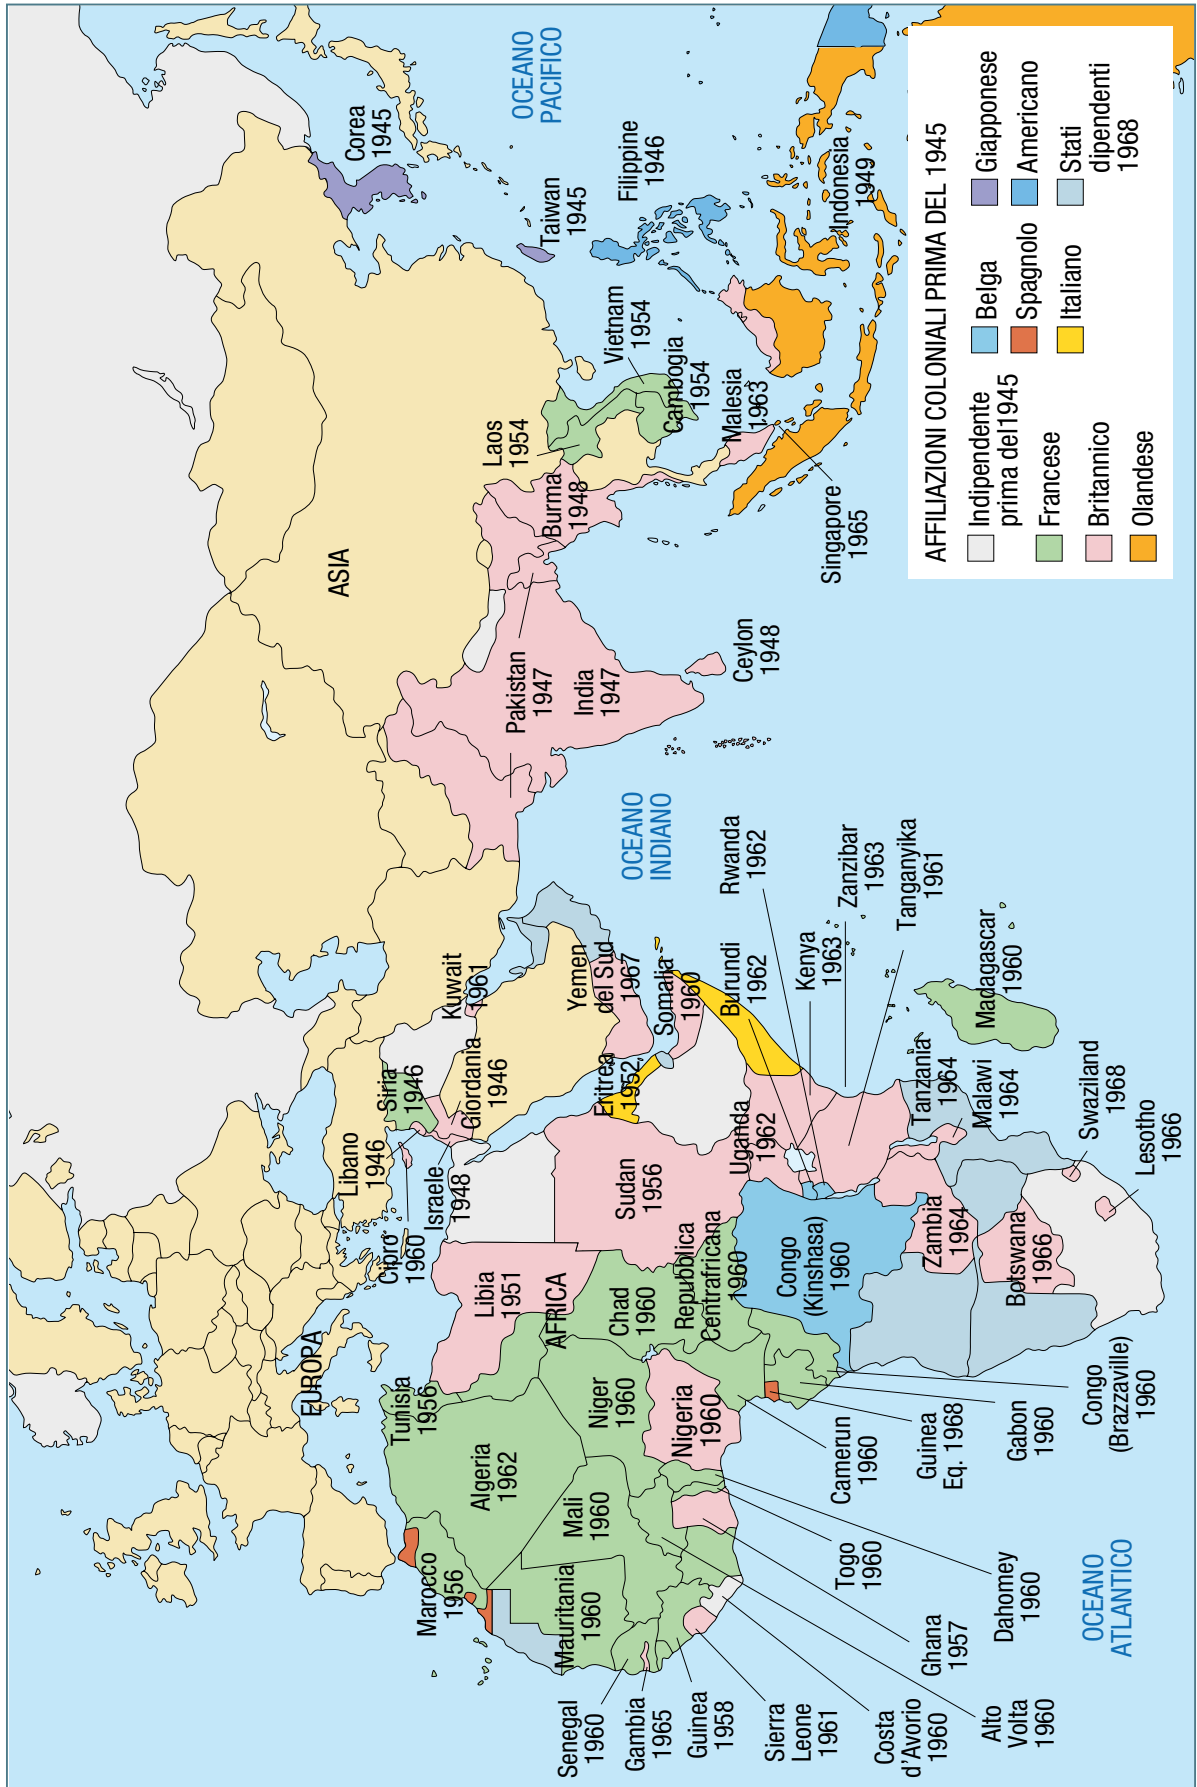 EUROPA
ASIA
AFRICA
OCEANO
PACIFICO
OCEANO
INDIANO
OCEANO
ATLANTICO
Corea
1945
Taiwan
1945
Filippine
1946
Indonesia
1949
Vietnam
1954
Cambogia
1954
Laos
1954
Malesia
1963
Singapore
1965
Burma
1948
Pakistan
1947
India
1947
Ceylon
1948
Kuwait
1961
Siria
1946
Giordania
1946
Libano
1946
Israele
1948
Cipro
1960
Yemen
del Sud
1967
Somalia
1960
Eritrea
1952
Burundi
1962
Rwanda
1962
Kenya
1963
Zanzibar
1963
Tanganyika
1961
Madagascar
1960
Tanzania
1964
Malawi
1964
Swaziland
1968
Lesotho
1966
Uganda
1962
Sudan
1956
Libia
1951
Chad
1960
Repubblica
Centrafricana
1960
Congo
(Kinshasa)
1960
Zambia
1964
Botswana
1966
Tunisia
1956
Algeria
1962
Niger
1960
Nigeria
1960
Mali
1960
Marocco
1956
Mauritania
1960
Camerun
1960
Guinea
Eq. 1968
Gabon
1960
Congo
(Brazzaville)
1960
Togo
1960
Dahomey
1960
Ghana
1957
Alto
Volta
1960
Costa
d'Avorio
1960
Sierra
Leone
1961
Guinea
1958
Gambia
1965
Senegal
1960
AFFILIAZIONI COLONIALI PRIMA DEL 1945
Indipendente
prima del1945
Francese
Britannico
Olandese
Belga
Spagnolo
Italiano
Giapponese
Americano
Stati
dipendenti
1968